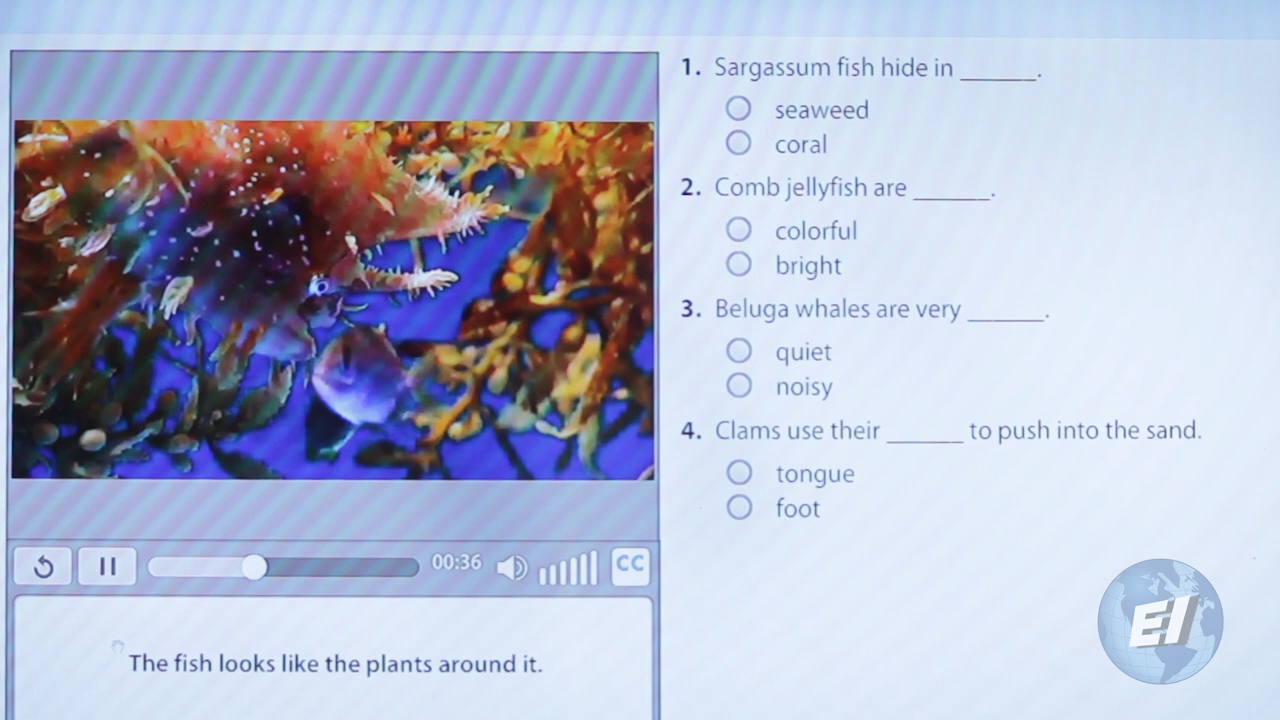 1. Sargassum fish hide in ______.
seaweed
coral
2. Comb jellyfish are ______.
colorful
bright
3. Beluga whales are very ______.
quiet
noisy
4. Clams use their ______ to push into the sand.
tongue
foot
00:36
CC
The fish looks like the plants around it.
EI